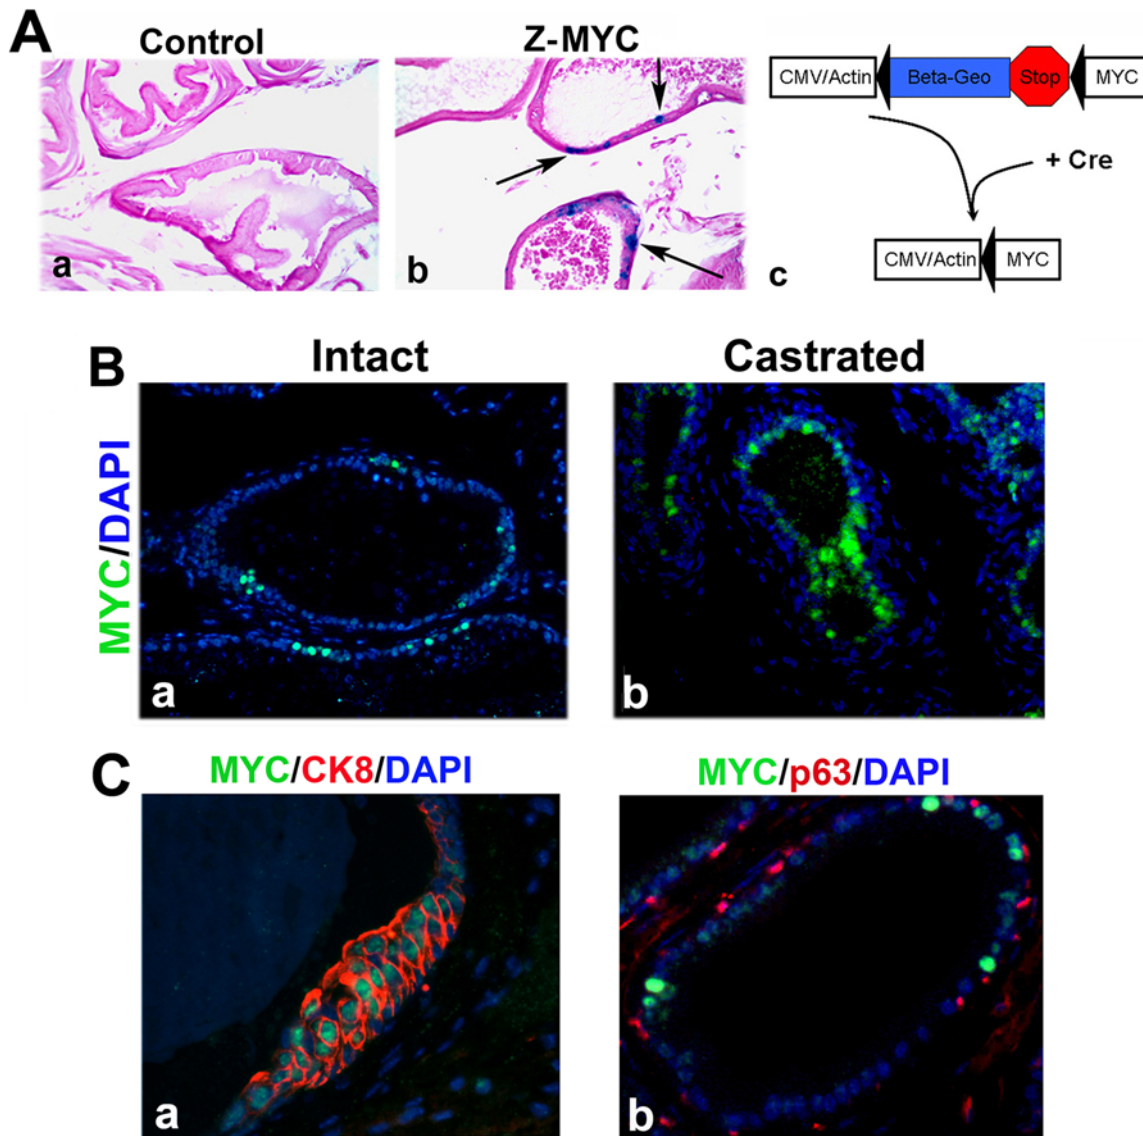 A
Control
Z-MYC
a
b
CMV/Actin Beta-Geo Stop MYC
+ Cre
CMV/Actin MYC
c
B
Intact
Castrated
MYC/DAPI
a
b
C
MYC/CK8/DAPI
MYC/p63/DAPI
a
b